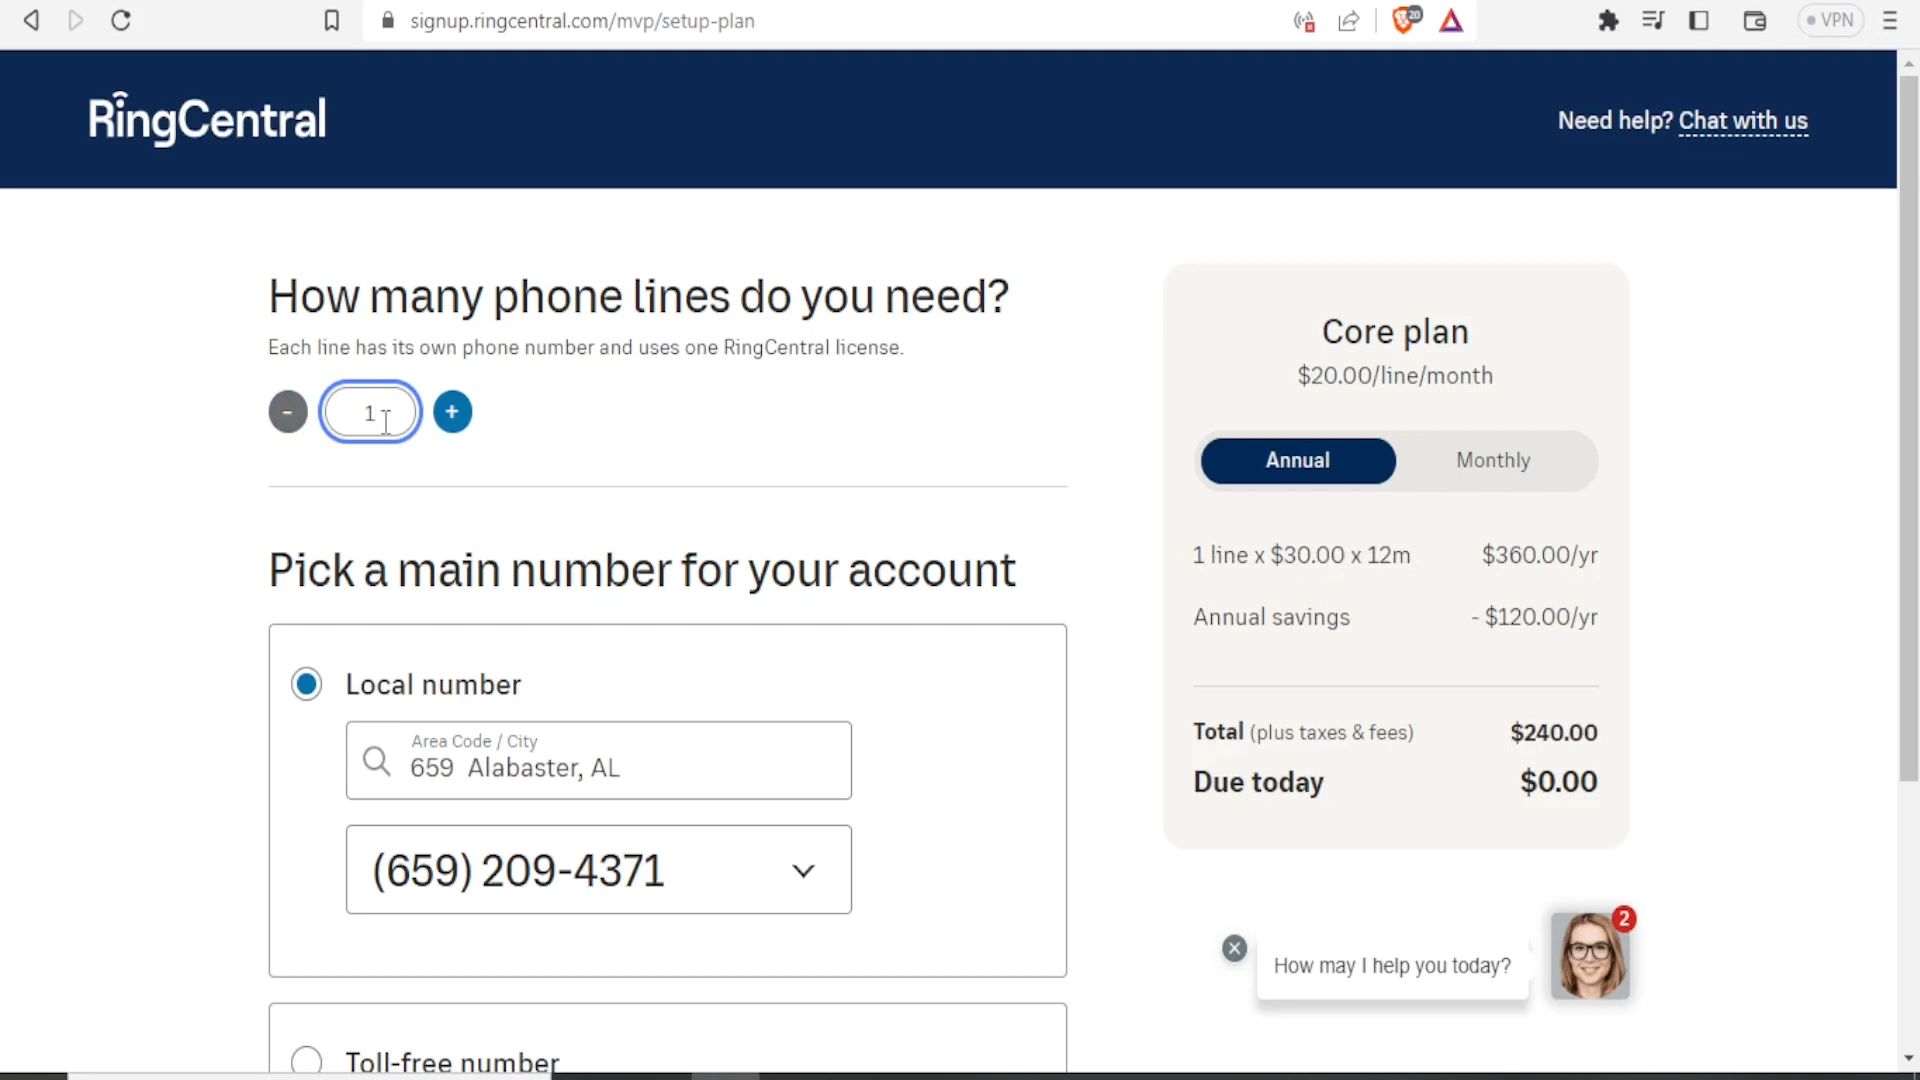 signup.ringcentral.com/mvp/setup-plan
20
VPN
RingCentral
Need help? Chat with us
How many phone lines do you need?
Each line has its own phone number and uses one RingCentral license.
- 1 +
Pick a main number for your account
Local number
Area Code / City
659 Alabaster, AL
(659) 209-4371
Toll-free number
Core plan
$20.00/line/month
Annual Monthly
1 line x $30.00 x 12m $360.00/yr
Annual savings - $120.00/yr
Total (plus taxes & fees) $240.00
Due today $0.00
2
How may I help you today?